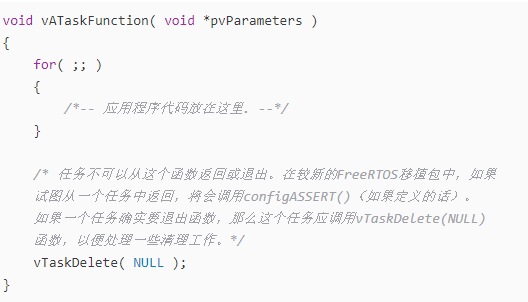 void vATaskFunction( void *pvParameters )
{
    for( ;; )
    {
        /*-- 应用程序代码放在这里. --*/
    }

    /* 任务不可以从这个函数返回或退出。在较新的FreeRTOS移植包中，如果
    试图从一个任务中返回，将会调用configASSERT()（如果定义的话）。
    如果一个任务确实要退出函数，那么这个任务应调用vTaskDelete(NULL)
    函数，以便处理一些清理工作。*/
    vTaskDelete( NULL );
}